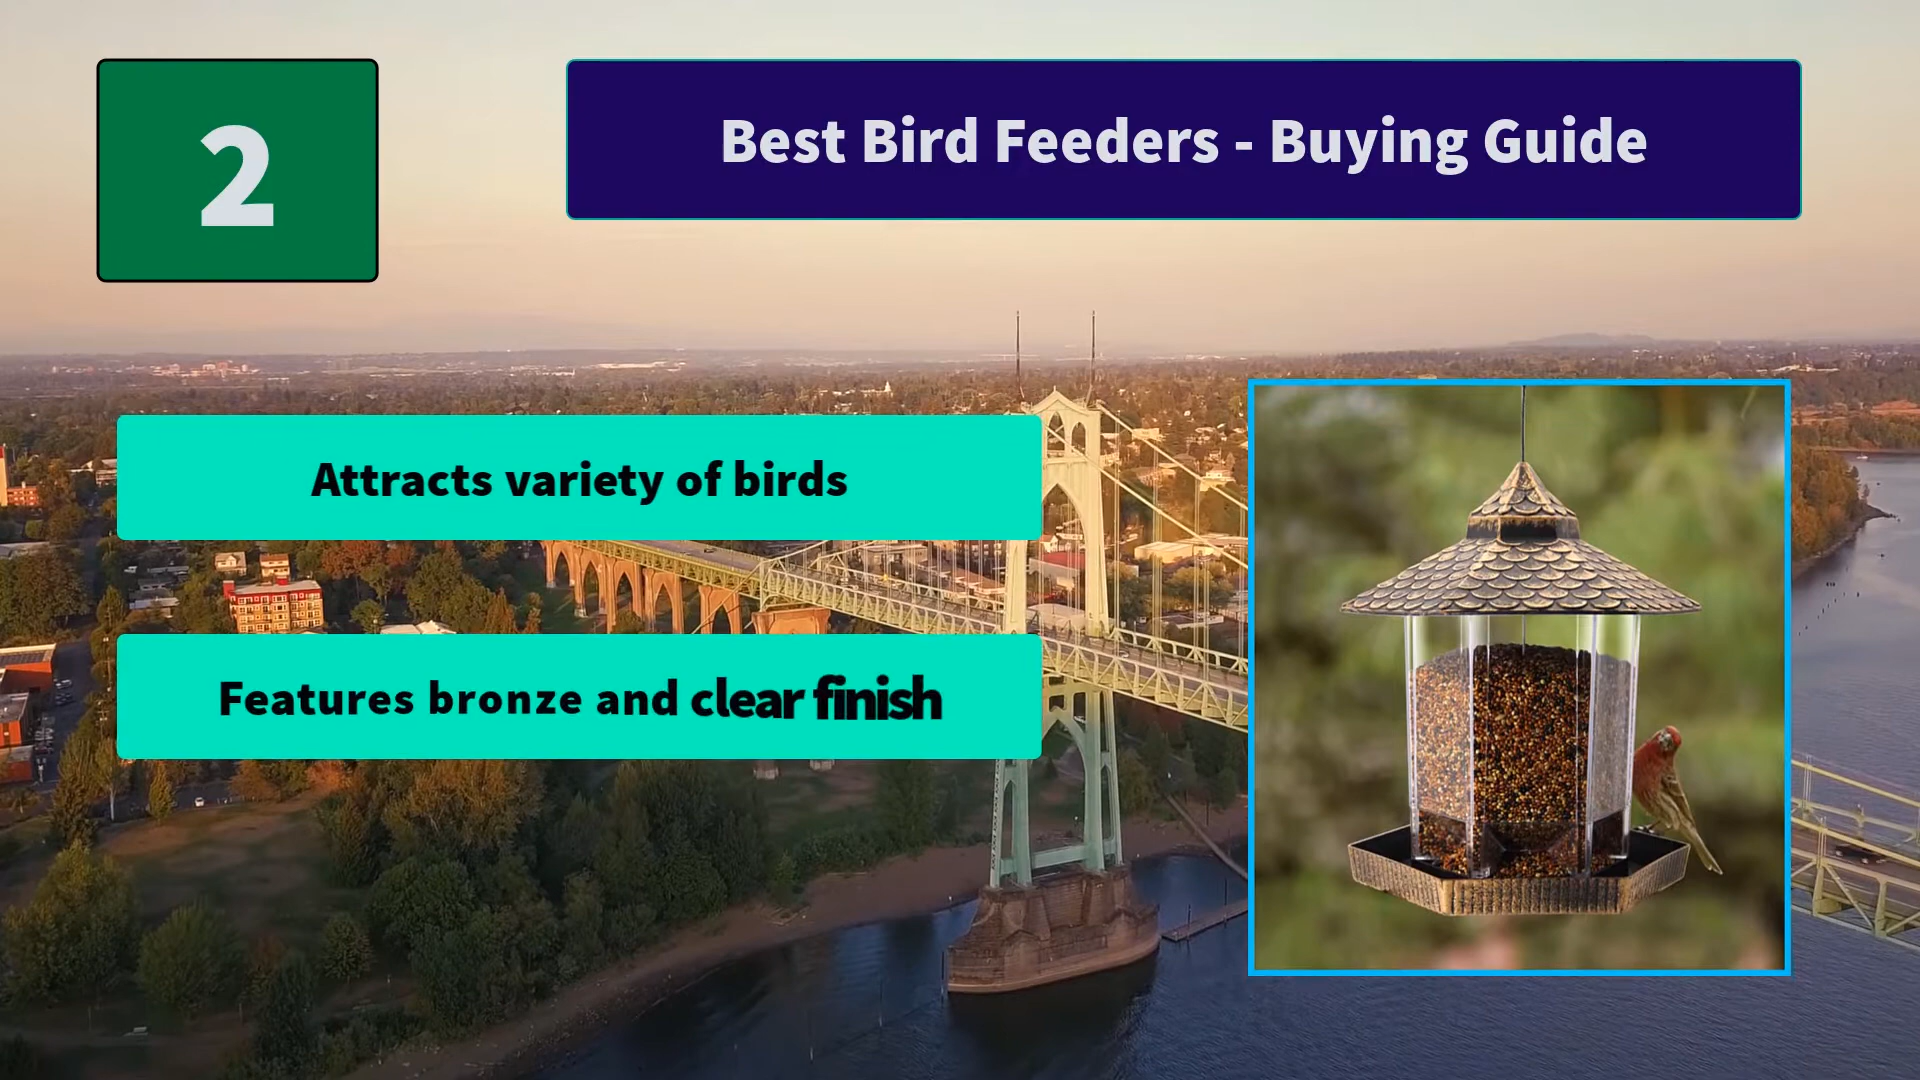 2
Best Bird Feeders - Buying Guide
Attracts variety of birds
Features bronze and clear finish